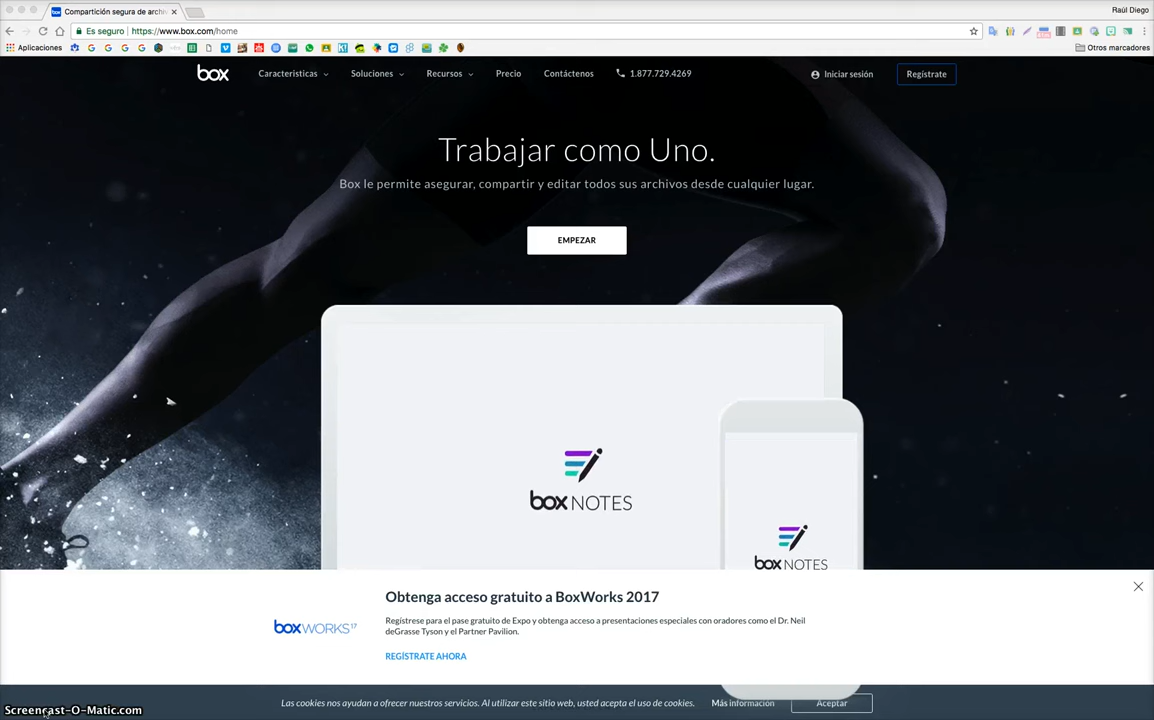 Compartición segura de archi
Raúl Diego
Es seguro https://www.box.com/home
Aplicaciones
Otros marcadores
box
Caracteristicas
Soluciones
Recursos
Precio
Contáctenos
1.877.729.4269
Iniciar sesión
Regístrate
Trabajar como Uno.
Box le permite asegurar, compartir y editar todos sus archivos desde cualquier lugar.
EMPEZAR
box NOTES
box NOTES
Obtenga acceso gratuito a BoxWorks 2017
boxWORKS 17
Regístrese para el pase gratuito de Expo y obtenga acceso a presentaciones especiales con oradores como el Dr. Neil
deGrasse Tyson y el Partner Pavilion.
REGÍSTRATE AHORA
Las cookies nos ayudan a ofrecer nuestros servicios. Al utilizar este sitio web, usted acepta el uso de cookies.
Más información
Aceptar
Screencast-O-Matic.com